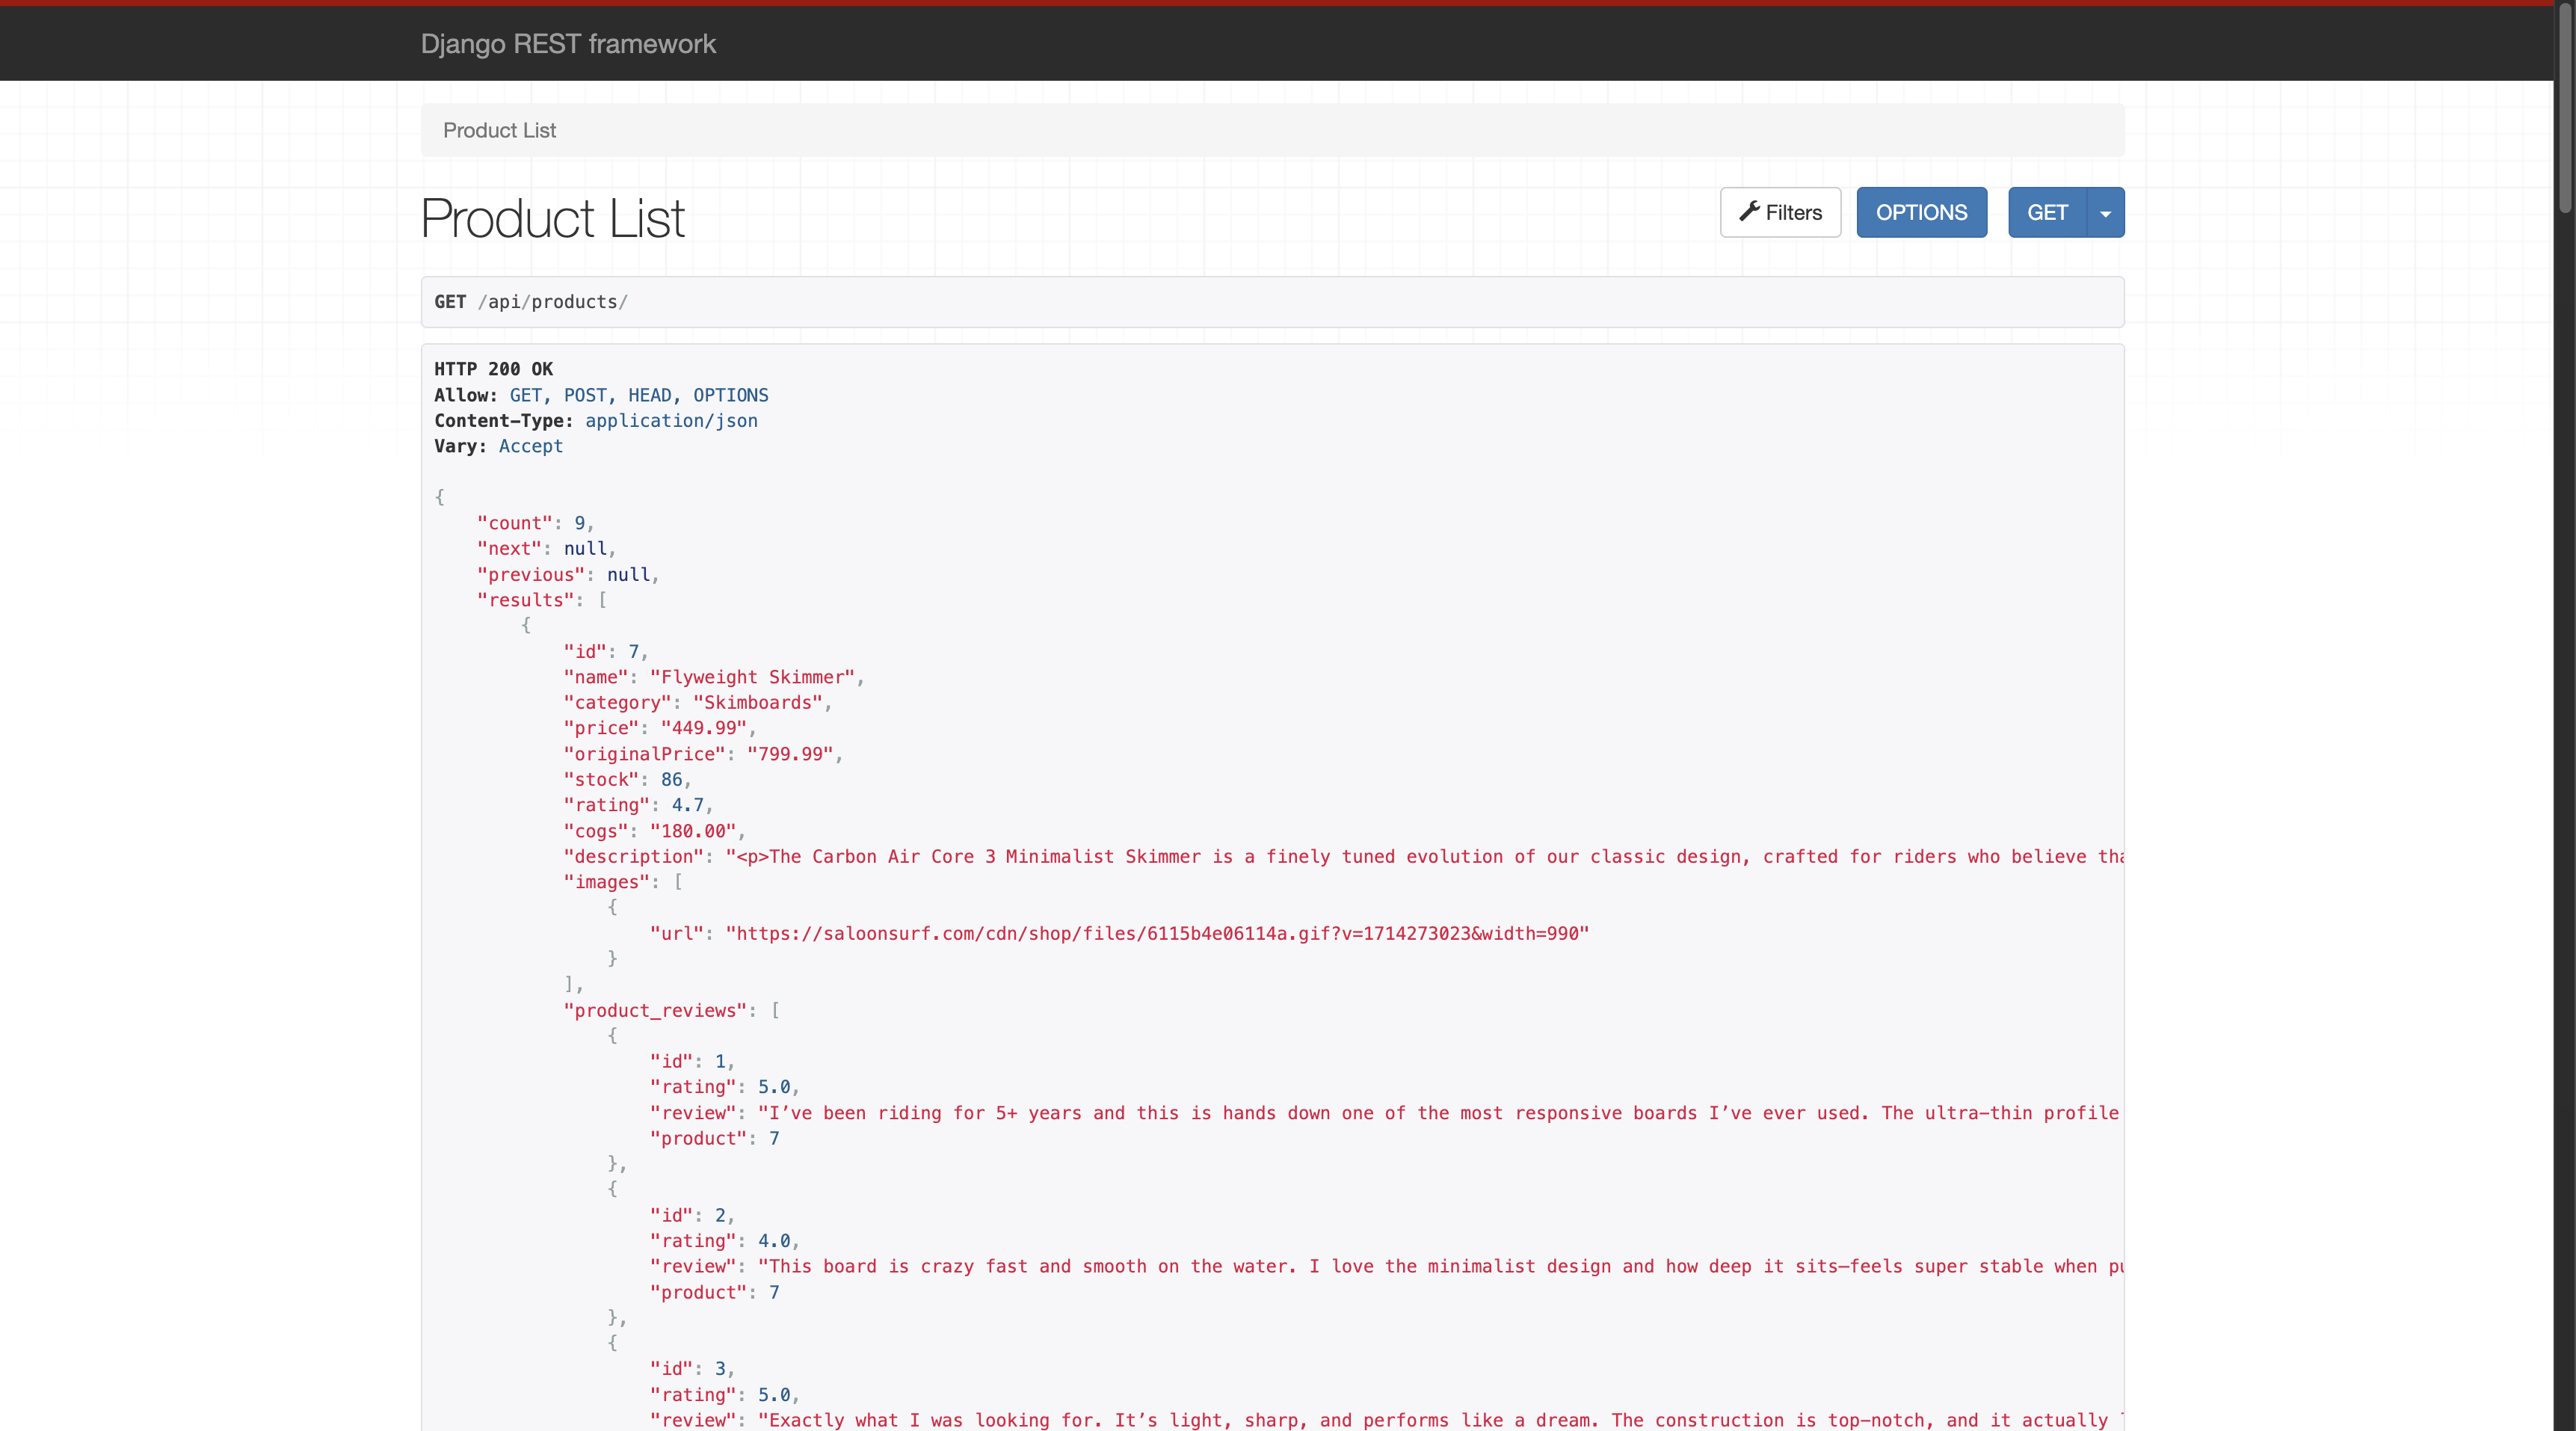 Django REST framework
Product List
Product List
Filters
OPTIONS
GET
GET /api/products/
HTTP 200 OK
Allow: GET, POST, HEAD, OPTIONS
Content-Type: application/json
Vary: Accept
{
"count": 9,
"next": null,
"previous": null,
"results": [
{
"id": 7,
"name": "Flyweight Skimmer",
"category": "Skimboards",
"price": "449.99",
"originalPrice": "799.99",
"stock": 86,
"rating": 4.7,
"cogs": "180.00",
"description": "<p>The Carbon Air Core 3 Minimalist Skimmer is a finely tuned evolution of our classic design, crafted for riders who believe
"images": [
{
"url": "https://saloonsurf.com/cdn/shop/files/6115b4e06114a.gif?v=1714273023&width=990"
}
],
"product_reviews": [
{
"id": 1,
"rating": 5.0,
"review": "I’ve been riding for 5+ years and this is hands down one of the most responsive boards I’ve ever used. The ultra-thin profile
"product": 7
},
{
"id": 2,
"rating": 4.0,
"review": "This board is crazy fast and smooth on the water. I love the minimalist design and how deep it sits—feels super stable when
"product": 7
},
{
"id": 3,
"rating": 5.0,
"review": "Exactly what I was looking for. It’s light, sharp, and performs like a dream. The construction is top-notch, and it actually